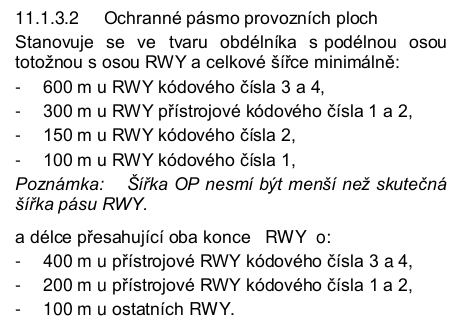 11.1.3.2 Ochranné pásmo provozních ploch
Stanovuje se ve tvaru obdélníka s podélnou osou
totožnou s osou RWY a celkové šířce minimálně:
- 600 m u RWY kódového čísla 3 a 4,
- 300 m u RWY přístrojové kódového čísla 1 a 2,
- 150 m u RWY kódového čísla 2,
- 100 m u RWY kódového čísla 1,
Poznámka: Šířka OP nesmí být menší než skutečná
šířka pásu RWY.
a délce přesahující oba konce RWY o:
- 400 m u přístrojové RWY kódového čísla 3 a 4,
- 200 m u přístrojové RWY kódového čísla 1 a 2,
- 100 m u ostatních RWY.